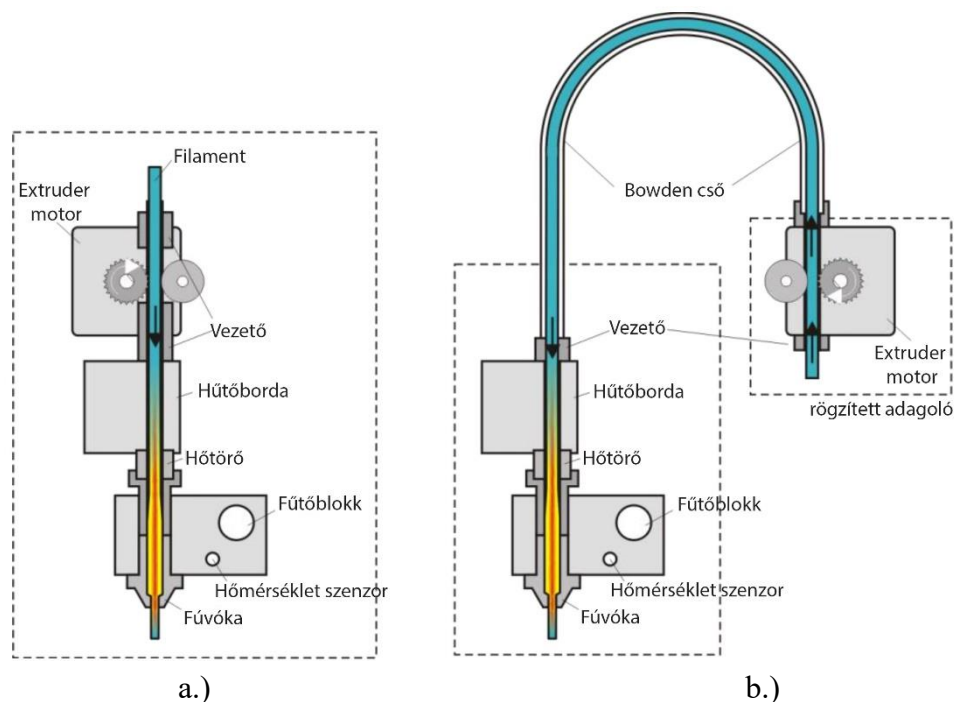 Filament
Extruder
motor
Vezető
Hűtőborda
Hőtörő
Fűtőblokk
Hőmérséklet szenzor
Fúvóka
a.)
Bowden cső
Vezető
Extruder
motor
rögzített adagoló
Hűtőborda
Hőtörő
Fűtőblokk
Hőmérséklet szenzor
Fúvóka
b.)